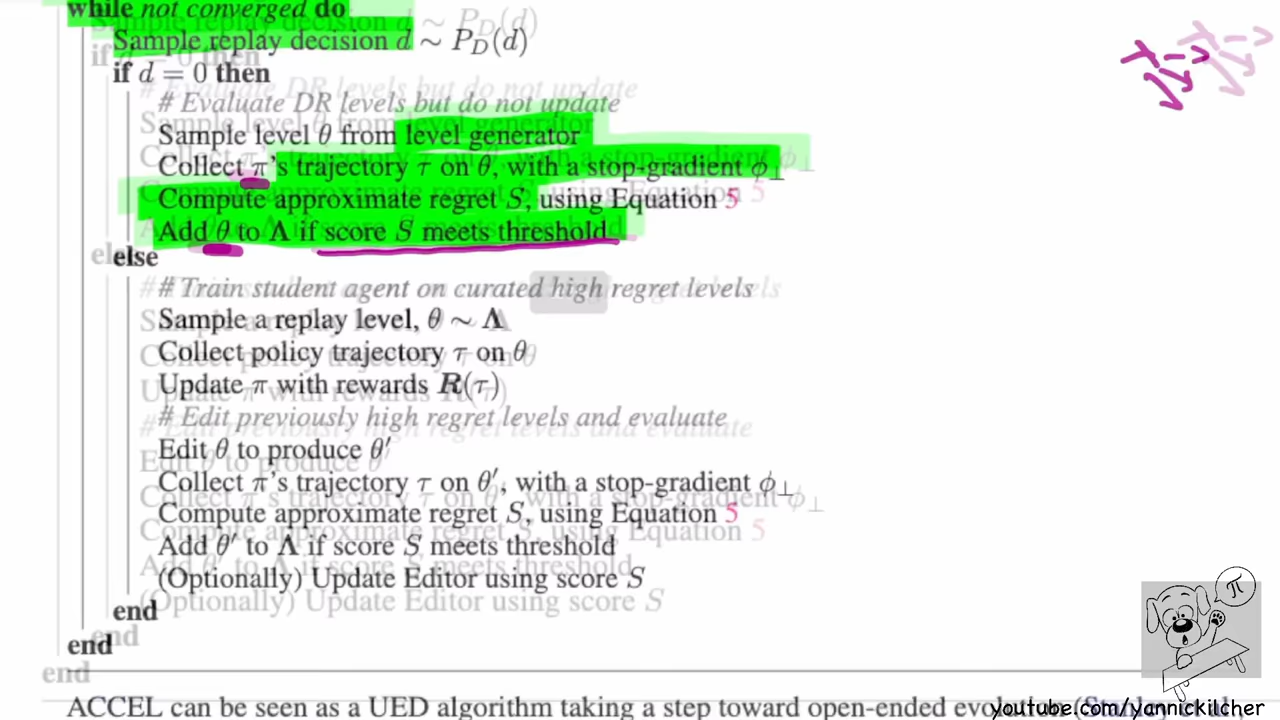 while not converged do
Sample replay decision d ∼ P_D(d)
if d = 0 then
# Evaluate DR levels but do not update
Sample level θ from level generator
Collect π's trajectory τ on θ, with a stop-gradient ϕ⊥
Compute approximate regret S, using Equation 5
Add θ to Λ if score S meets threshold
else
# Train student agent on curated high regret levels
Sample a replay level, θ ∼ Λ
Collect policy trajectory τ on θ
Update π with rewards R(τ)
# Edit previously high regret levels and evaluate
Edit θ to produce θ′
Collect π's trajectory τ on θ′, with a stop-gradient ϕ⊥
Compute approximate regret S, using Equation 5
Add θ′ to Λ if score S meets threshold
(Optionally) Update Editor using score S
end
end
π
ACCEL can be seen as a UED algorithm taking a step toward open-ended
youtube.com/yannickilcher